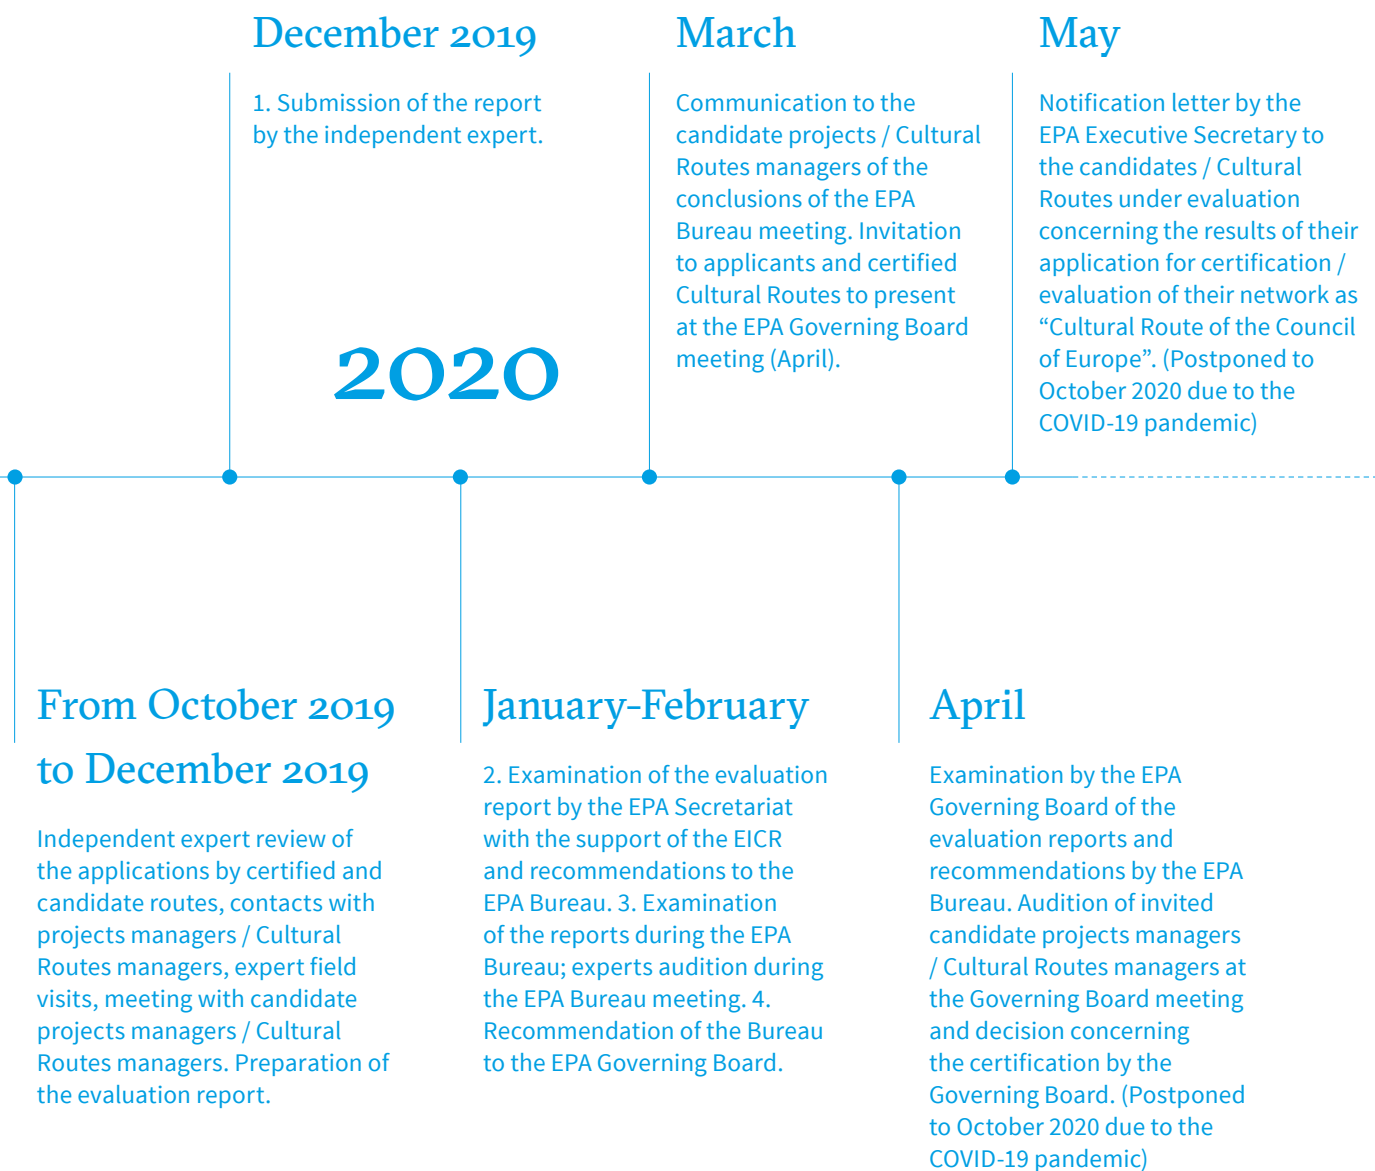 December 2019
1. Submission of the report
by the independent expert.
2020
March
Communication to the
candidate projects / Cultural
Routes managers of the
conclusions of the EPA
Bureau meeting. Invitation
to applicants and certified
Cultural Routes to present
at the EPA Governing Board
meeting (April).
May
Notification letter by the
EPA Executive Secretary to
the candidates / Cultural
Routes under evaluation
concerning the results of their
application for certification /
evaluation of their network as
“Cultural Route of the Council
of Europe”. (Postponed to
October 2020 due to the
COVID-19 pandemic)
From October 2019
to December 2019
Independent expert review of
the applications by certified and
candidate routes, contacts with
projects managers / Cultural
Routes managers, expert field
visits, meeting with candidate
projects managers / Cultural
Routes managers. Preparation of
the evaluation report.
January-February
2. Examination of the evaluation
report by the EPA Secretariat
with the support of the EICR
and recommendations to the
EPA Bureau. 3. Examination
of the reports during the EPA
Bureau; experts audition during
the EPA Bureau meeting. 4.
Recommendation of the Bureau
to the EPA Governing Board.
April
Examination by the EPA
Governing Board of the
evaluation reports and
recommendations by the EPA
Bureau. Audition of invited
candidate projects managers
/ Cultural Routes managers at
the Governing Board meeting
and decision concerning
the certification by the
Governing Board. (Postponed
to October 2020 due to the
COVID-19 pandemic)